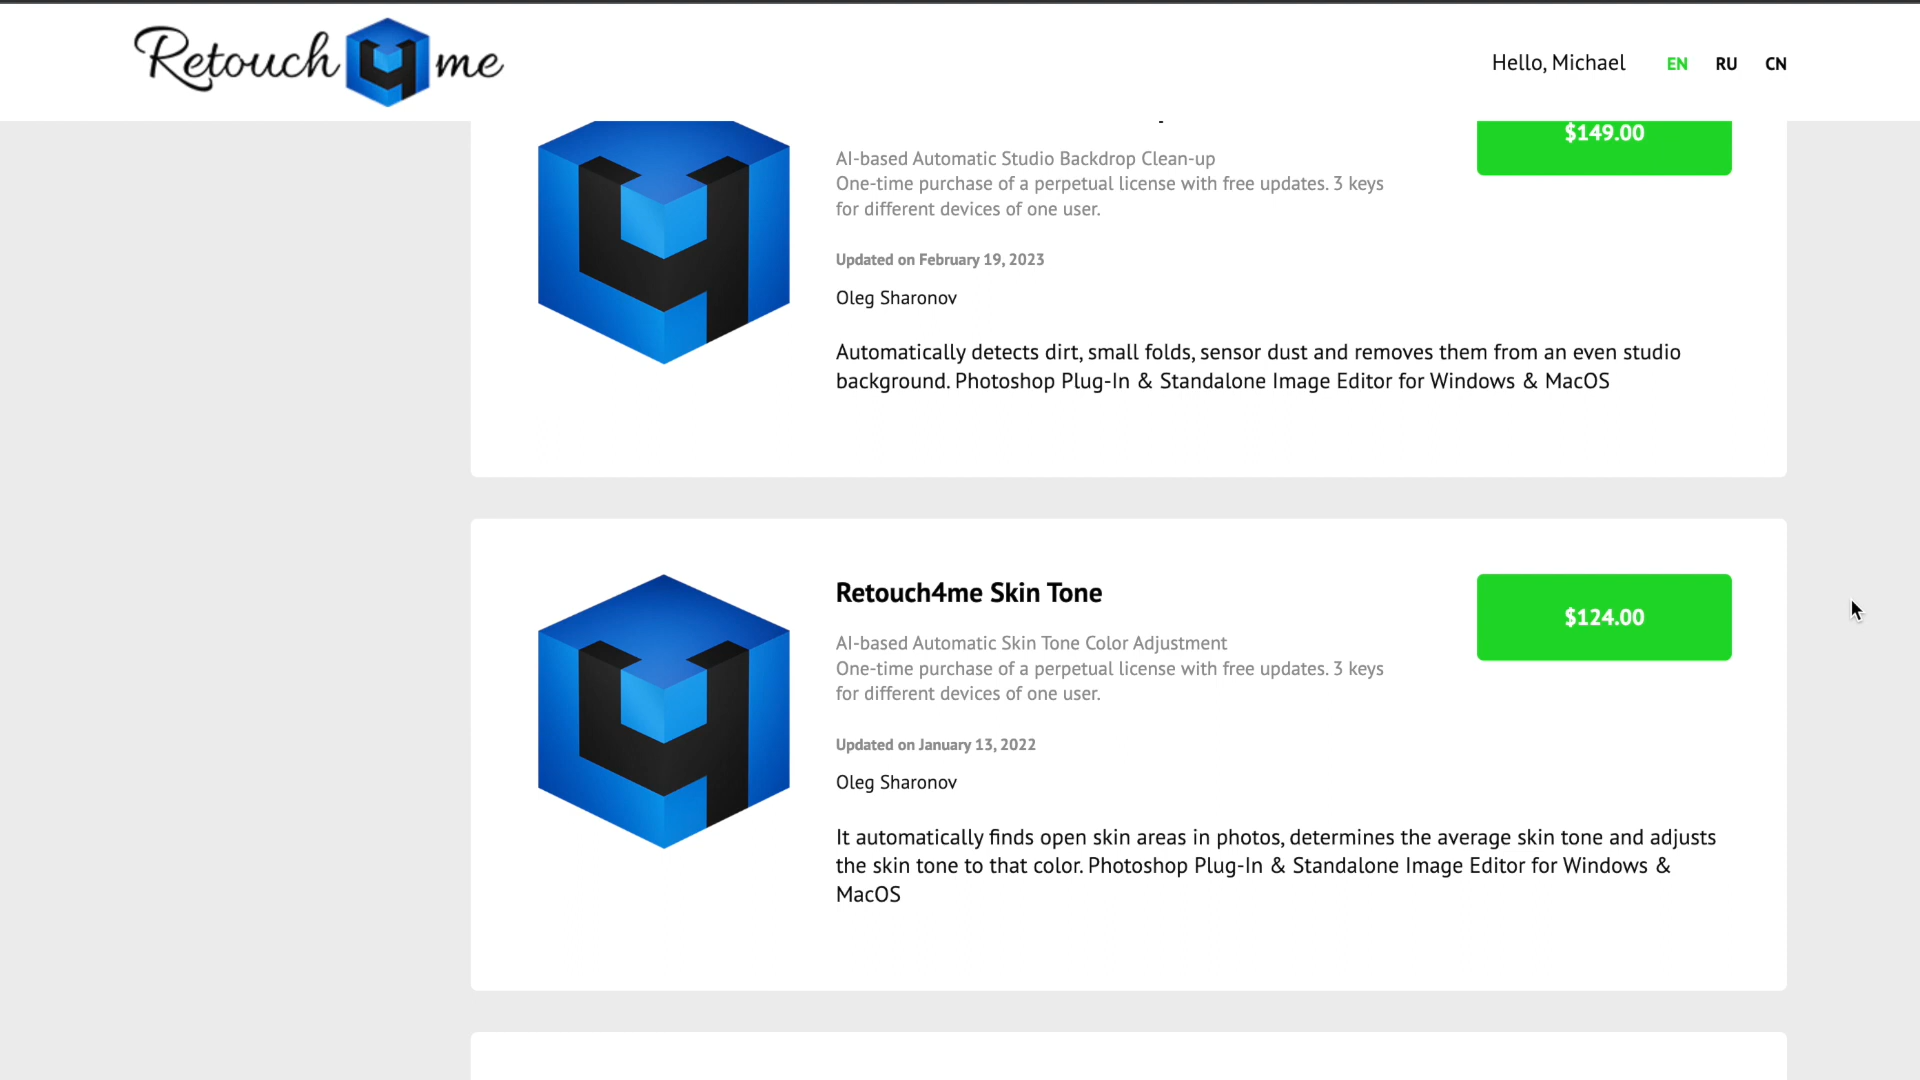 Retouch4me
Hello, Michael EN RU CN
$149.00
AI-based Automatic Studio Backdrop Clean-up
One-time purchase of a perpetual license with free updates. 3 keys
for different devices of one user.
Updated on February 19, 2023
Oleg Sharonov
Automatically detects dirt, small folds, sensor dust and removes them from an even studio
background. Photoshop Plug-In & Standalone Image Editor for Windows & MacOS
Retouch4me Skin Tone
$124.00
AI-based Automatic Skin Tone Color Adjustment
One-time purchase of a perpetual license with free updates. 3 keys
for different devices of one user.
Updated on January 13, 2022
Oleg Sharonov
It automatically finds open skin areas in photos, determines the average skin tone and adjusts
the skin tone to that color. Photoshop Plug-In & Standalone Image Editor for Windows &
MacOS